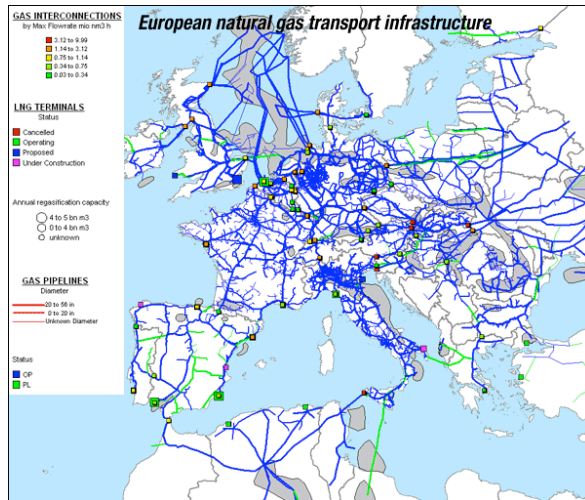 European natural gas transport infrastructure
GAS INTERCONNECTIONS
by Max Flowrate mio nm3 h
3.12 to 9.99
1.14 to 3.12
0.75 to 1.14
0.34 to 0.75
0.03 to 0.34
LNG TERMINALS
Status
Cancelled
Operating
Proposed
Under Construction
Annual regasification capacity
4 to 5 bn m3
0 to 4 bn m3
unknown
GAS PIPELINES
Diameter
20 to 56 in
0 to 20 in
Unknown Diameter
Status
OP
PL